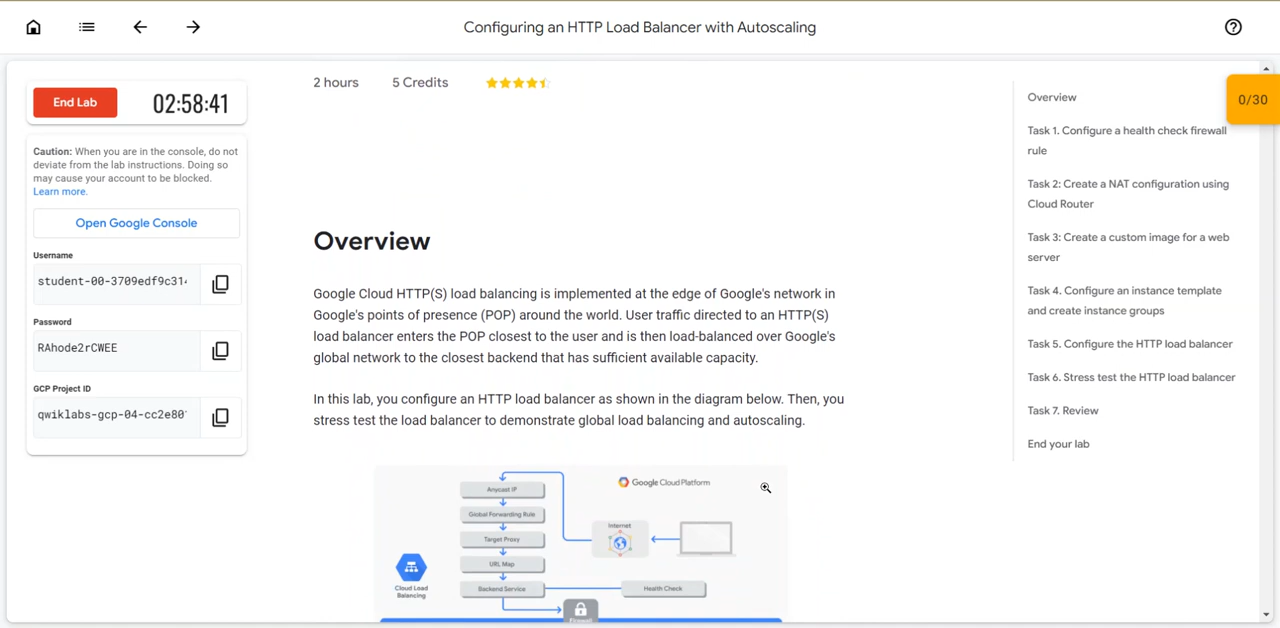 Configuring an HTTP Load Balancer with Autoscaling
End Lab
02:58:41
Caution: When you are in the console, do not
deviate from the lab instructions. Doing so
may cause your account to be blocked.
Learn more.
Open Google Console
Username
student-00-3709edf9c314
Password
RAhode2rCWEE
GCP Project ID
qwiklabs-gcp-04-cc2e80
2 hours
5 Credits
Overview
Google Cloud HTTP(S) load balancing is implemented at the edge of Google's network in
Google's points of presence (POP) around the world. User traffic directed to an HTTP(S)
load balancer enters the POP closest to the user and is then load-balanced over Google's
global network to the closest backend that has sufficient available capacity.
In this lab, you configure an HTTP load balancer as shown in the diagram below. Then, you
stress test the load balancer to demonstrate global load balancing and autoscaling.
Google Cloud Platform
Anycast IP
Global Forwarding Rule
Target Proxy
URL Map
Backend Service
Internet
Health Check
Cloud Load
Balancing
Firewall
Overview
Task 1. Configure a health check firewall
rule
Task 2: Create a NAT configuration using
Cloud Router
Task 3: Create a custom image for a web
server
Task 4. Configure an instance template
and create instance groups
Task 5. Configure the HTTP load balancer
Task 6. Stress test the HTTP load balancer
Task 7. Review
End your lab
0/30